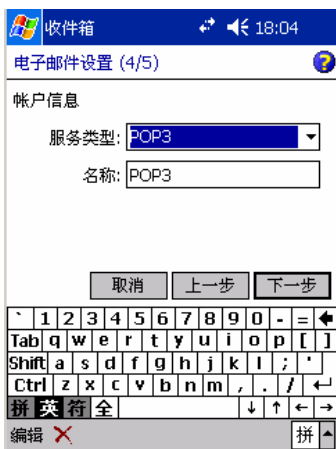 收件箱 18:04
电子邮件设置 (4/5)
帐户信息
服务类型: POP3
名称: POP3
取消 上一步 下一步
` 1 2 3 4 5 6 7 8 9 0 - =
Tab q w e r t y u i o p [ ]
Shift a s d f g h j k l ; '
Ctrl z x c v b n m , . /
拼 英 符 全 ↓ ↑ ← →
编辑 拼